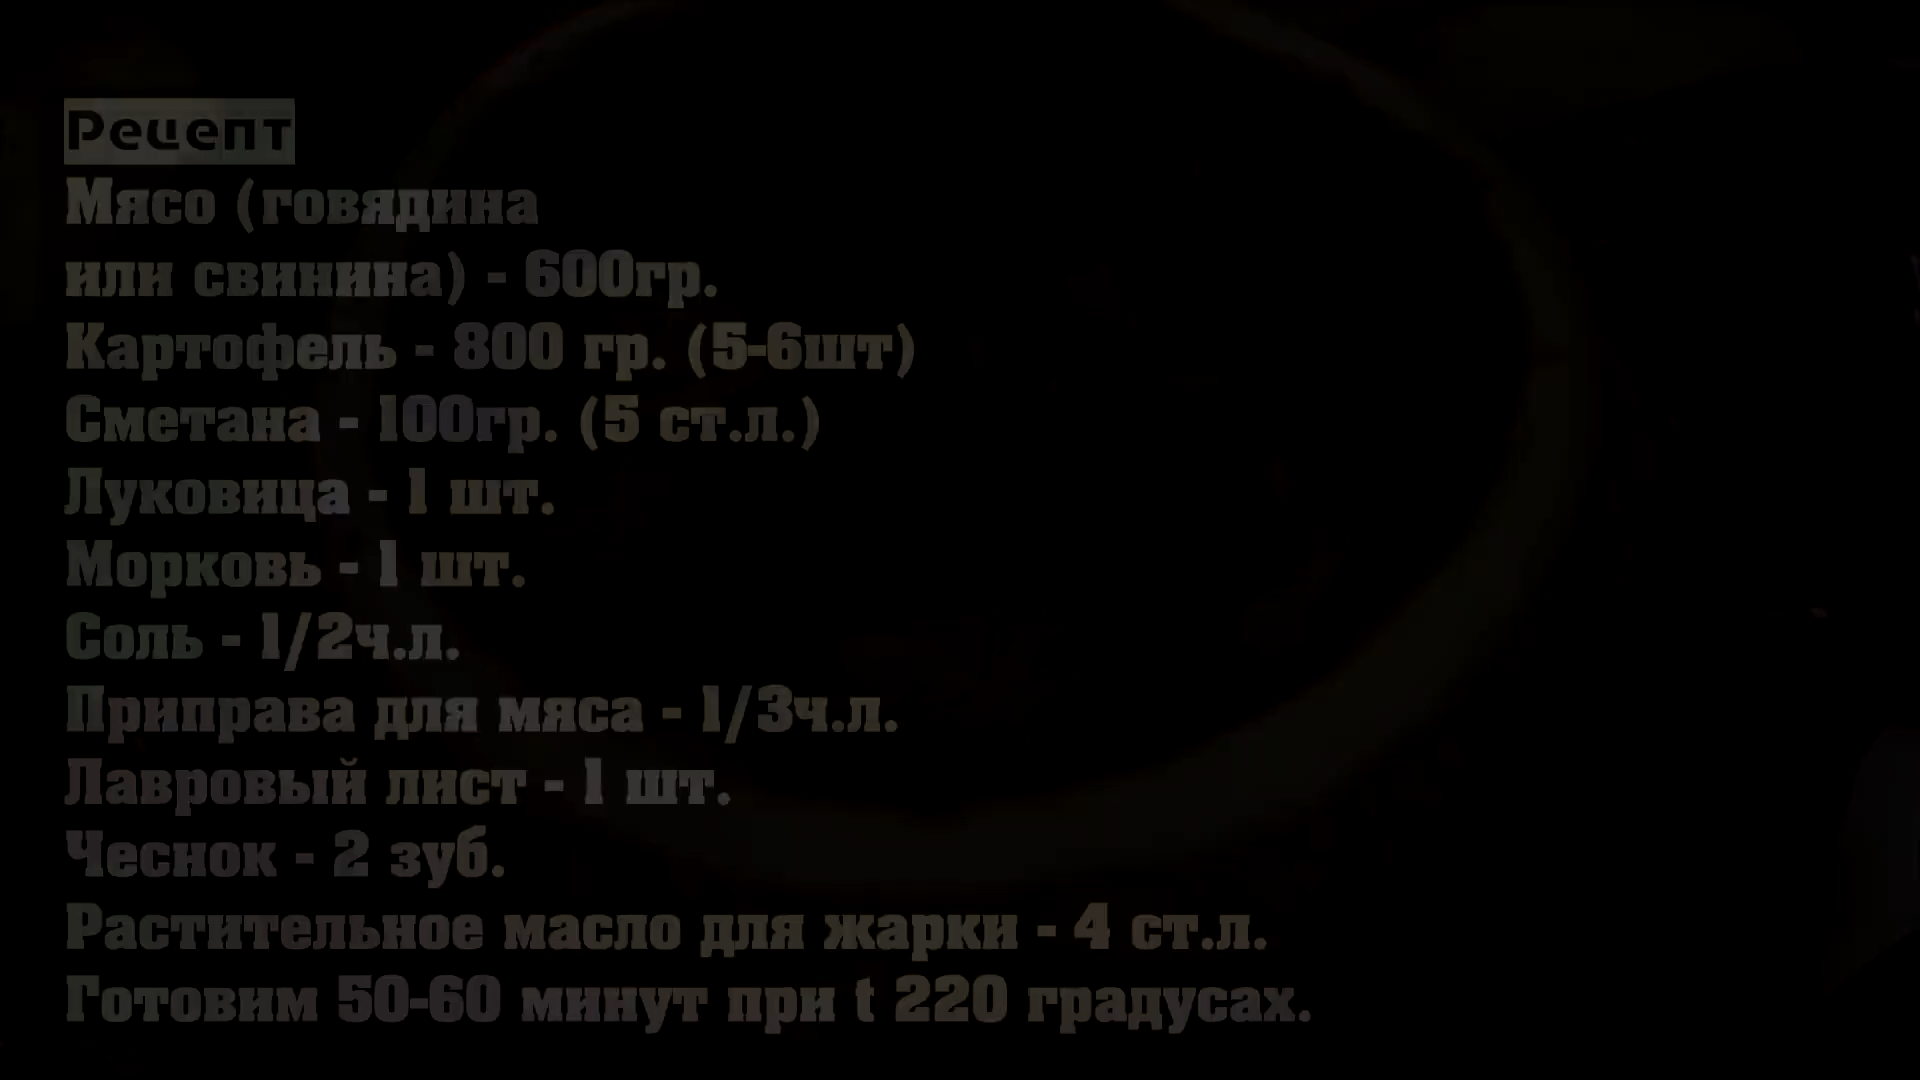 Рецепт
Мясо (говядина
или свинина) - 600гр.
Картофель - 800 гр. (5-6шт)
Сметана - 100гр. (5 ст.л.)
Луковица - 1 шт.
Морковь - 1 шт.
Соль - 1/2ч.л.
Приправа для мяса - 1/3ч.л.
Лавровый лист - 1 шт.
Чеснок - 2 зуб.
Растительное масло для жарки - 4 ст.л.
Готовим 50-60 минут при t 220 градусах.